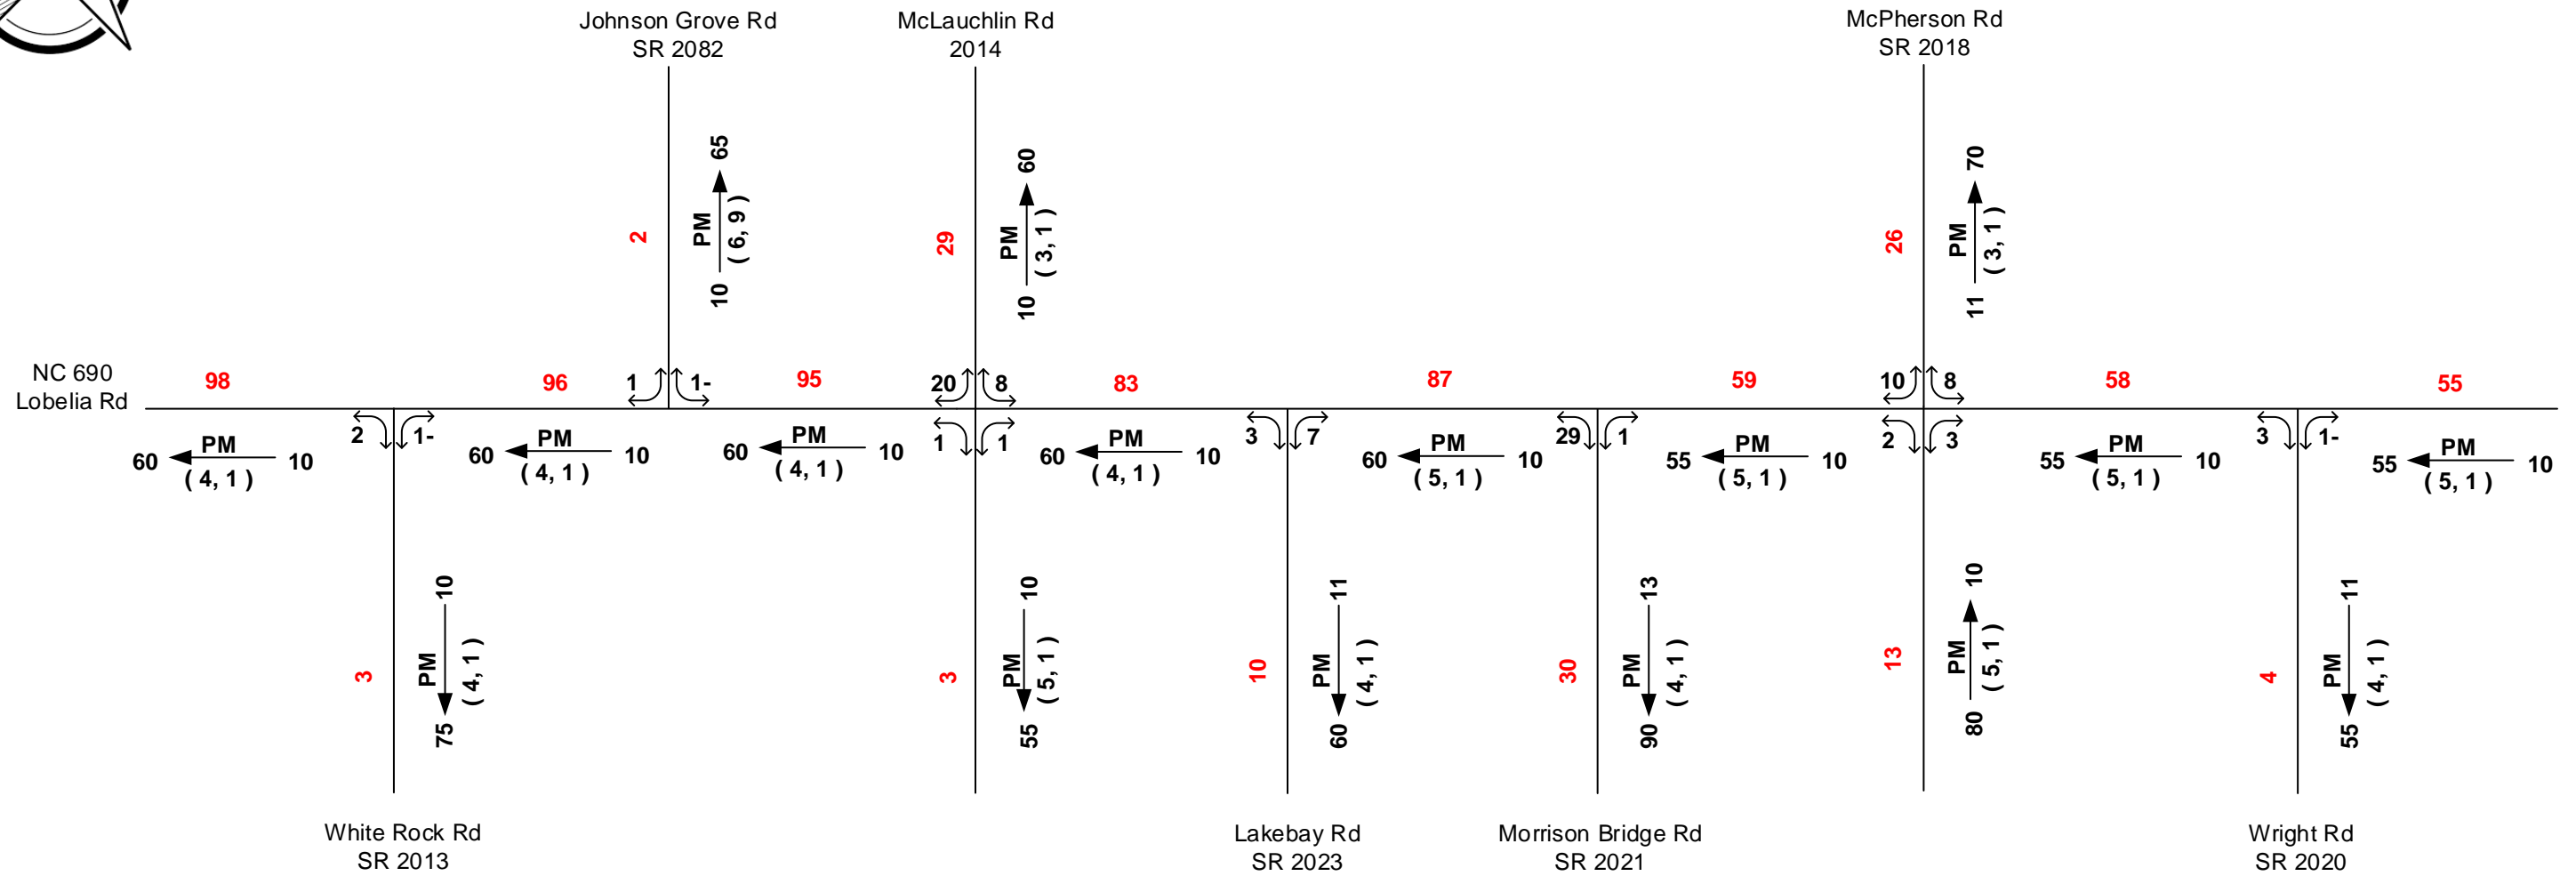 Johnson Grove Rd
SR 2082
McLauchlin Rd
2014
McPherson Rd
SR 2018
2
PM
( 6, 9 )
10
65
29
PM
( 3, 1 )
10
60
26
PM
( 3, 1 )
11
70
NC 690
Lobelia Rd
98
96
1
1-
95
20
8
83
87
59
10
8
58
55
2
1-
1
1
3
7
29
1
2
3
3
1-
60
PM
( 4, 1 )
10
60
PM
( 4, 1 )
10
60
PM
( 4, 1 )
10
60
PM
( 4, 1 )
10
60
PM
( 5, 1 )
10
55
PM
( 5, 1 )
10
55
PM
( 5, 1 )
10
55
PM
( 5, 1 )
10
3
10
PM
( 4, 1 )
75
3
10
PM
( 5, 1 )
55
10
11
PM
( 4, 1 )
60
30
13
PM
( 4, 1 )
90
13
10
PM
( 5, 1 )
80
4
11
PM
( 4, 1 )
55
White Rock Rd
SR 2013
Lakebay Rd
SR 2023
Morrison Bridge Rd
SR 2021
Wright Rd
SR 2020